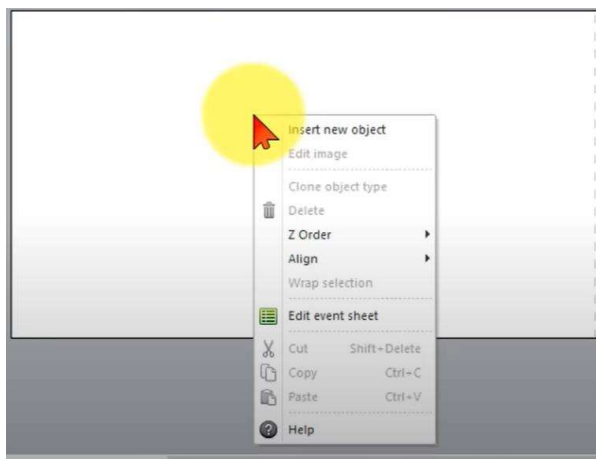 Insert new object
Edit image
Clone object type
Delete
Z Order
Align
Wrap selection
Edit event sheet
Cut Shift+Delete
Copy Ctrl+C
Paste Ctrl+V
Help